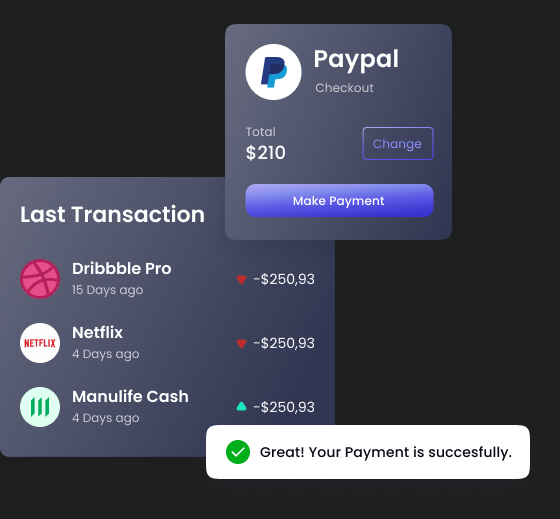 Paypal
Checkout
Total
$210
Change
Make Payment
Last Transaction
Dribbble Pro
15 Days ago
-$250,93
NETFLIX
Netflix
4 Days ago
-$250,93
Manulife Cash
4 Days ago
-$250,93
Great! Your Payment is succesfully.